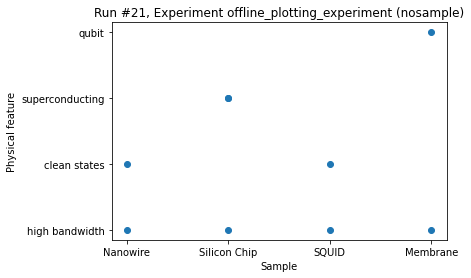 Run #21, Experiment offline_plotting_experiment (nosample)
qubit
superconducting
clean states
high bandwidth
Physical feature
Nanowire Silicon Chip SQUID Membrane
Sample